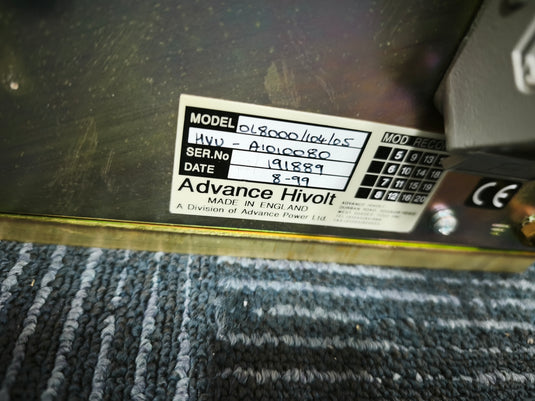 MODEL OL8000/104/05
HVU - A1010080
SER.No 191889
DATE 8-99
MOD RECO
5 9 13
6 10 14
7 11 15 19
8 12 16 20
Advance Hivolt
MADE IN ENGLAND
A Division of Advance Power Ltd.
CE